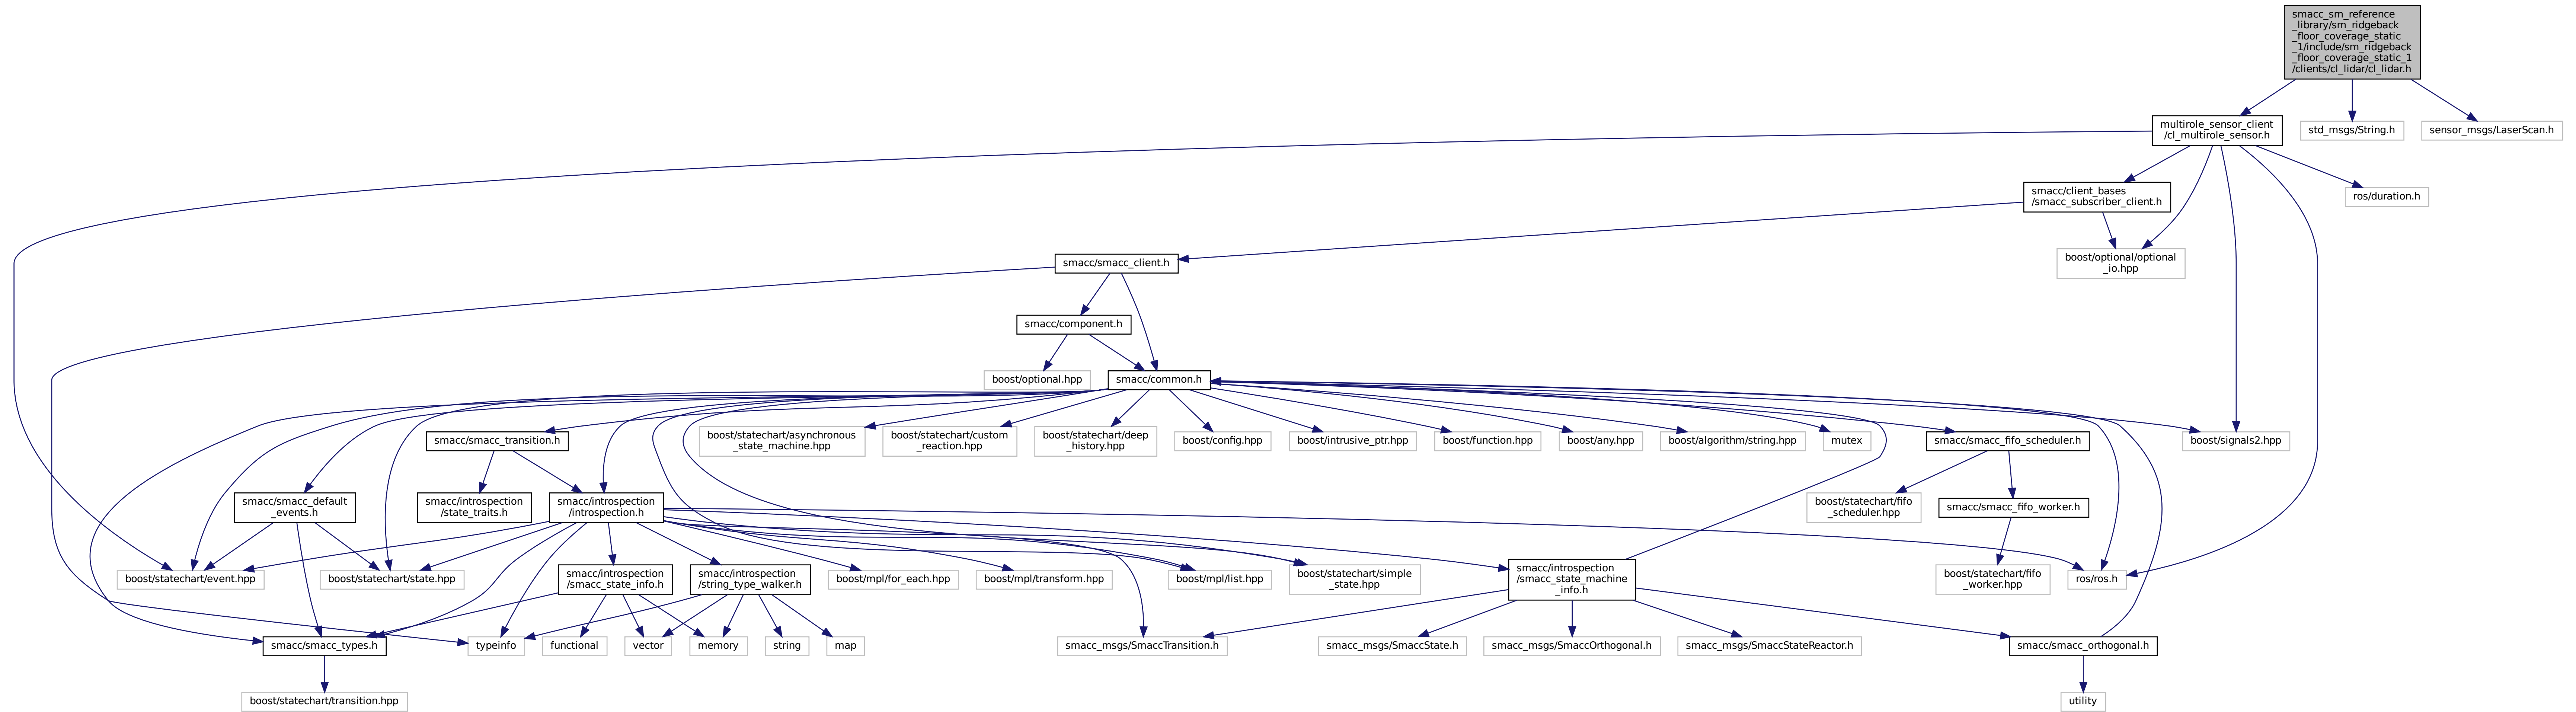 smacc_sm_reference
_library/sm_ridgeback
_floor_coverage_static
_1/include/sm_ridgeback
_floor_coverage_static_1
/clients/cl_lidar/cl_lidar.h
multirole_sensor_client
/cl_multirole_sensor.h
std_msgs/String.h
sensor_msgs/LaserScan.h
smacc/client_bases
/smacc_subscriber_client.h
ros/duration.h
smacc/smacc_client.h
boost/optional/optional
_io.hpp
smacc/component.h
boost/optional.hpp
smacc/common.h
smacc/smacc_transition.h
boost/statechart/asynchronous
_state_machine.hpp
boost/statechart/custom
_reaction.hpp
boost/statechart/deep
_history.hpp
boost/config.hpp
boost/intrusive_ptr.hpp
boost/function.hpp
boost/any.hpp
boost/algorithm/string.hpp
mutex
smacc/smacc_fifo_scheduler.h
boost/signals2.hpp
smacc/smacc_default
_events.h
smacc/introspection
/state_traits.h
smacc/introspection
/introspection.h
boost/statechart/fifo
_scheduler.hpp
smacc/smacc_fifo_worker.h
boost/statechart/event.hpp
boost/statechart/state.hpp
smacc/introspection
/smacc_state_info.h
smacc/introspection
/string_type_walker.h
boost/mpl/for_each.hpp
boost/mpl/transform.hpp
boost/mpl/list.hpp
boost/statechart/simple
_state.hpp
smacc/introspection
/smacc_state_machine
_info.h
boost/statechart/fifo
_worker.hpp
ros/ros.h
smacc/smacc_types.h
typeinfo
functional
vector
memory
string
map
smacc_msgs/SmaccTransition.h
smacc_msgs/SmaccState.h
smacc_msgs/SmaccOrthogonal.h
smacc_msgs/SmaccStateReactor.h
smacc/smacc_orthogonal.h
boost/statechart/transition.hpp
utility